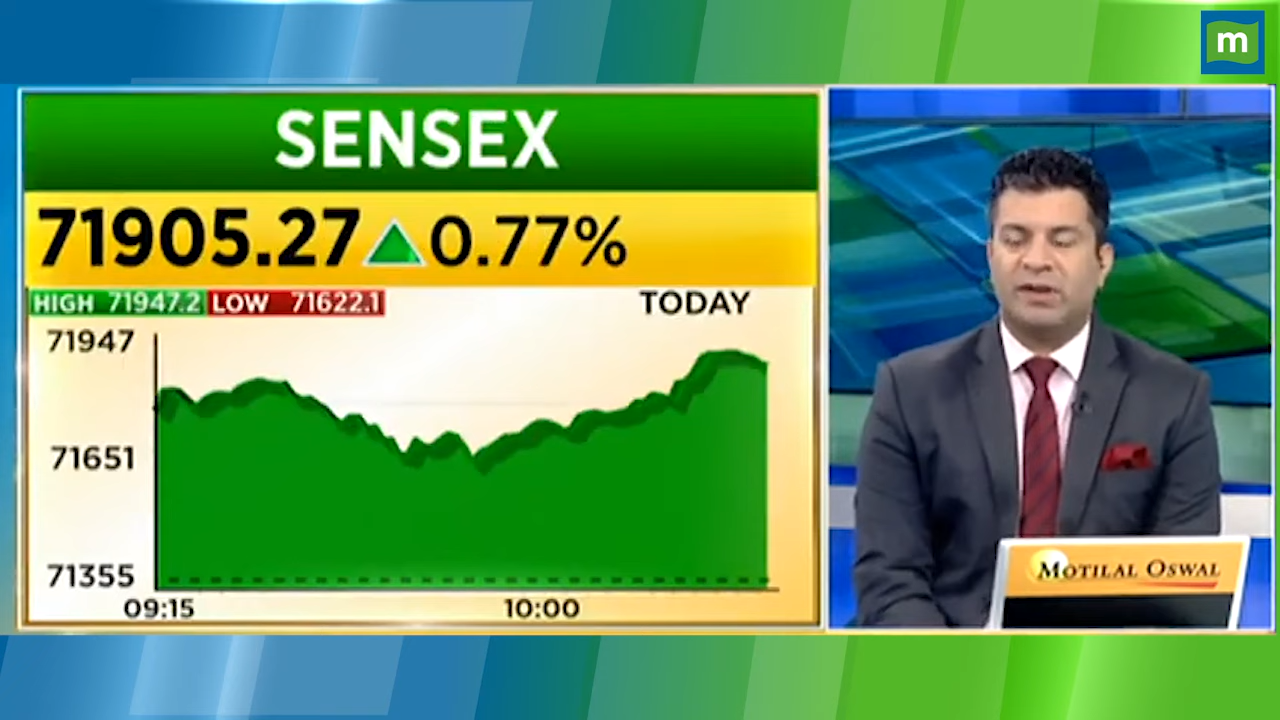 m
SENSEX
71905.27 0.77%
HIGH 71947.2 LOW 71622.1
TODAY
71947
71651
71355
09:15 10:00
MOTILAL OSWAL